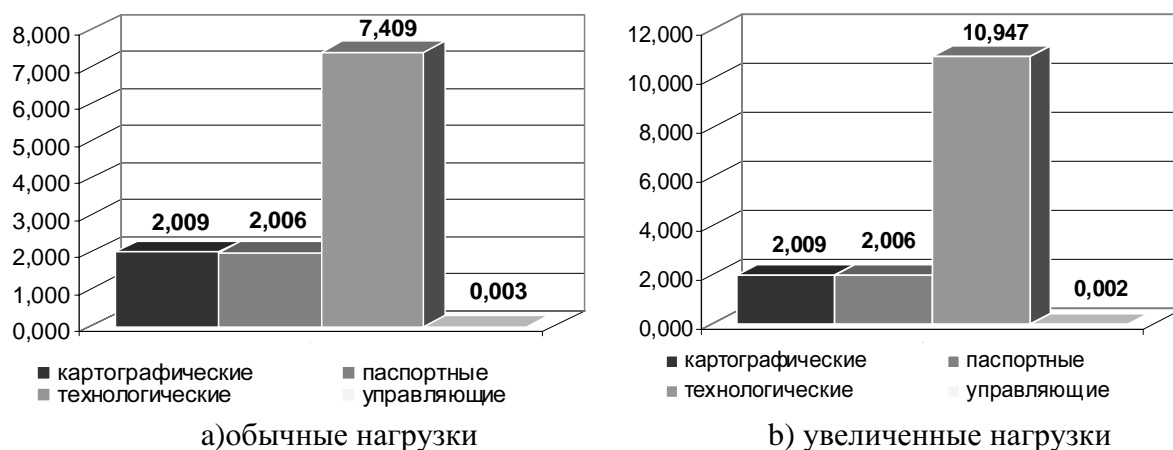 8,000
7,000
6,000
5,000
4,000
3,000
2,000
1,000
0,000
7,409
2,009
2,006
0,003
картографические
паспортные
технологические
управляющие
а)обычные нагрузки
12,000
10,000
8,000
6,000
4,000
2,000
0,000
10,947
2,009
2,006
0,002
картографические
паспортные
технологические
управляющие
b) увеличенные нагрузки